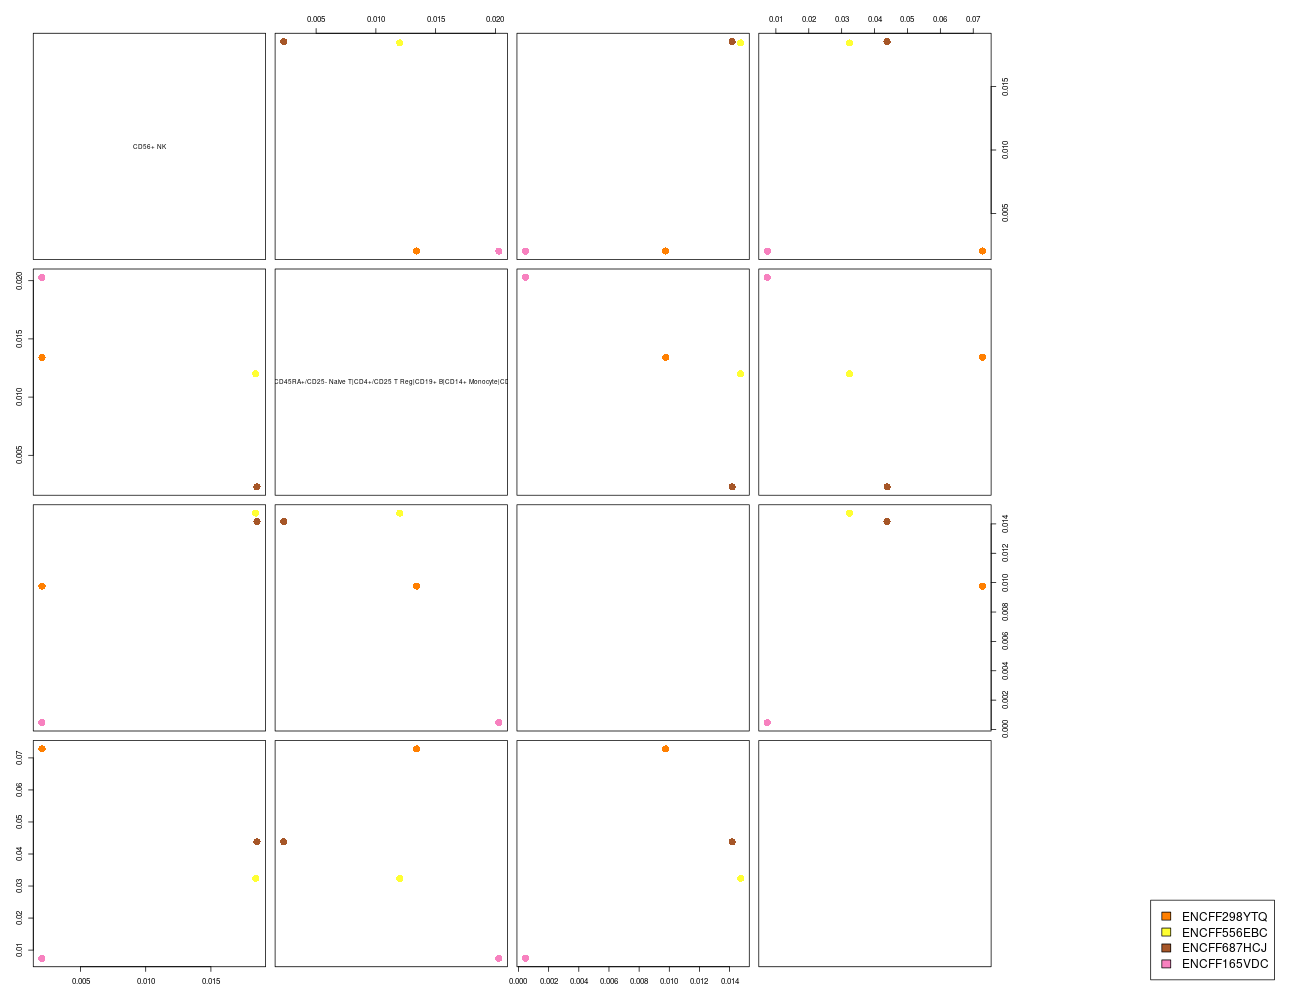 0.005 0.010 0.015 0.020
0.01 0.02 0.03 0.04 0.05 0.06 0.07
CD56+ NK
0.005 0.010 0.015
0.005 0.010 0.015 0.020
CD45RA+/CD25- Naive T|CD4+/CD25 T Reg|CD19+ B|CD14+ Monocyte|CD
0.000 0.002 0.004 0.006 0.008 0.010 0.012 0.014
0.01 0.02 0.03 0.04 0.05 0.06 0.07
0.005 0.010 0.015
0.000 0.002 0.004 0.006 0.008 0.010 0.012 0.014
ENCFF298YTQ
ENCFF556EBC
ENCFF687HCJ
ENCFF165VDC